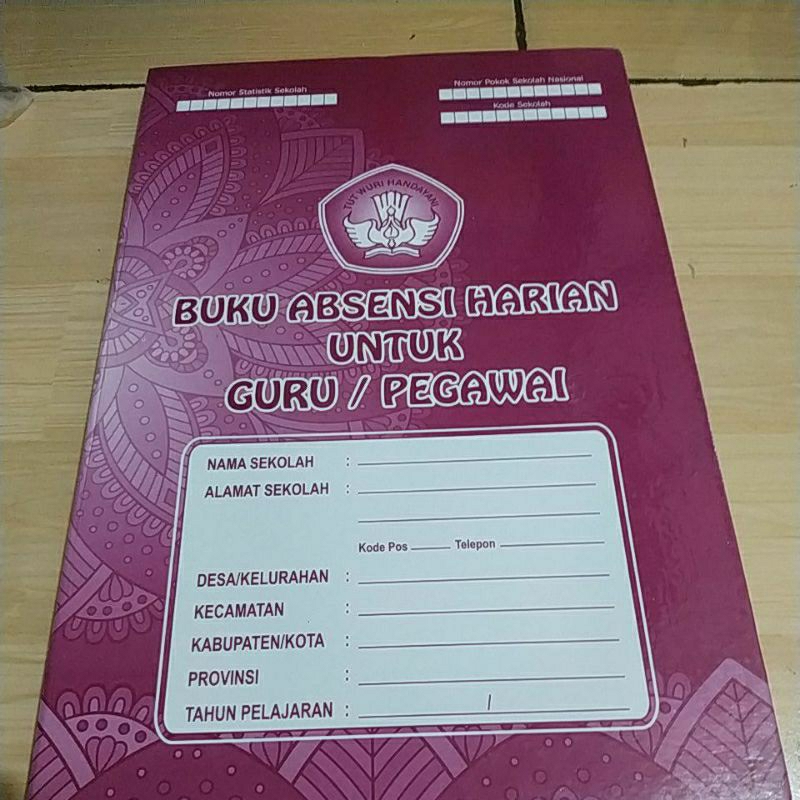 Nomor Statistik Sekolah
Nomor Pokok Sekolah Nasional
Kode Sekolah
TUT WURI HANDAYANI
BUKU ABSENSI HARIAN
UNTUK
GURU / PEGAWAI
NAMA SEKOLAH :
ALAMAT SEKOLAH :
Kode Pos Telepon
DESA/KELURAHAN :
KECAMATAN :
KABUPATEN/KOTA :
PROVINSI :
TAHUN PELAJARAN : /